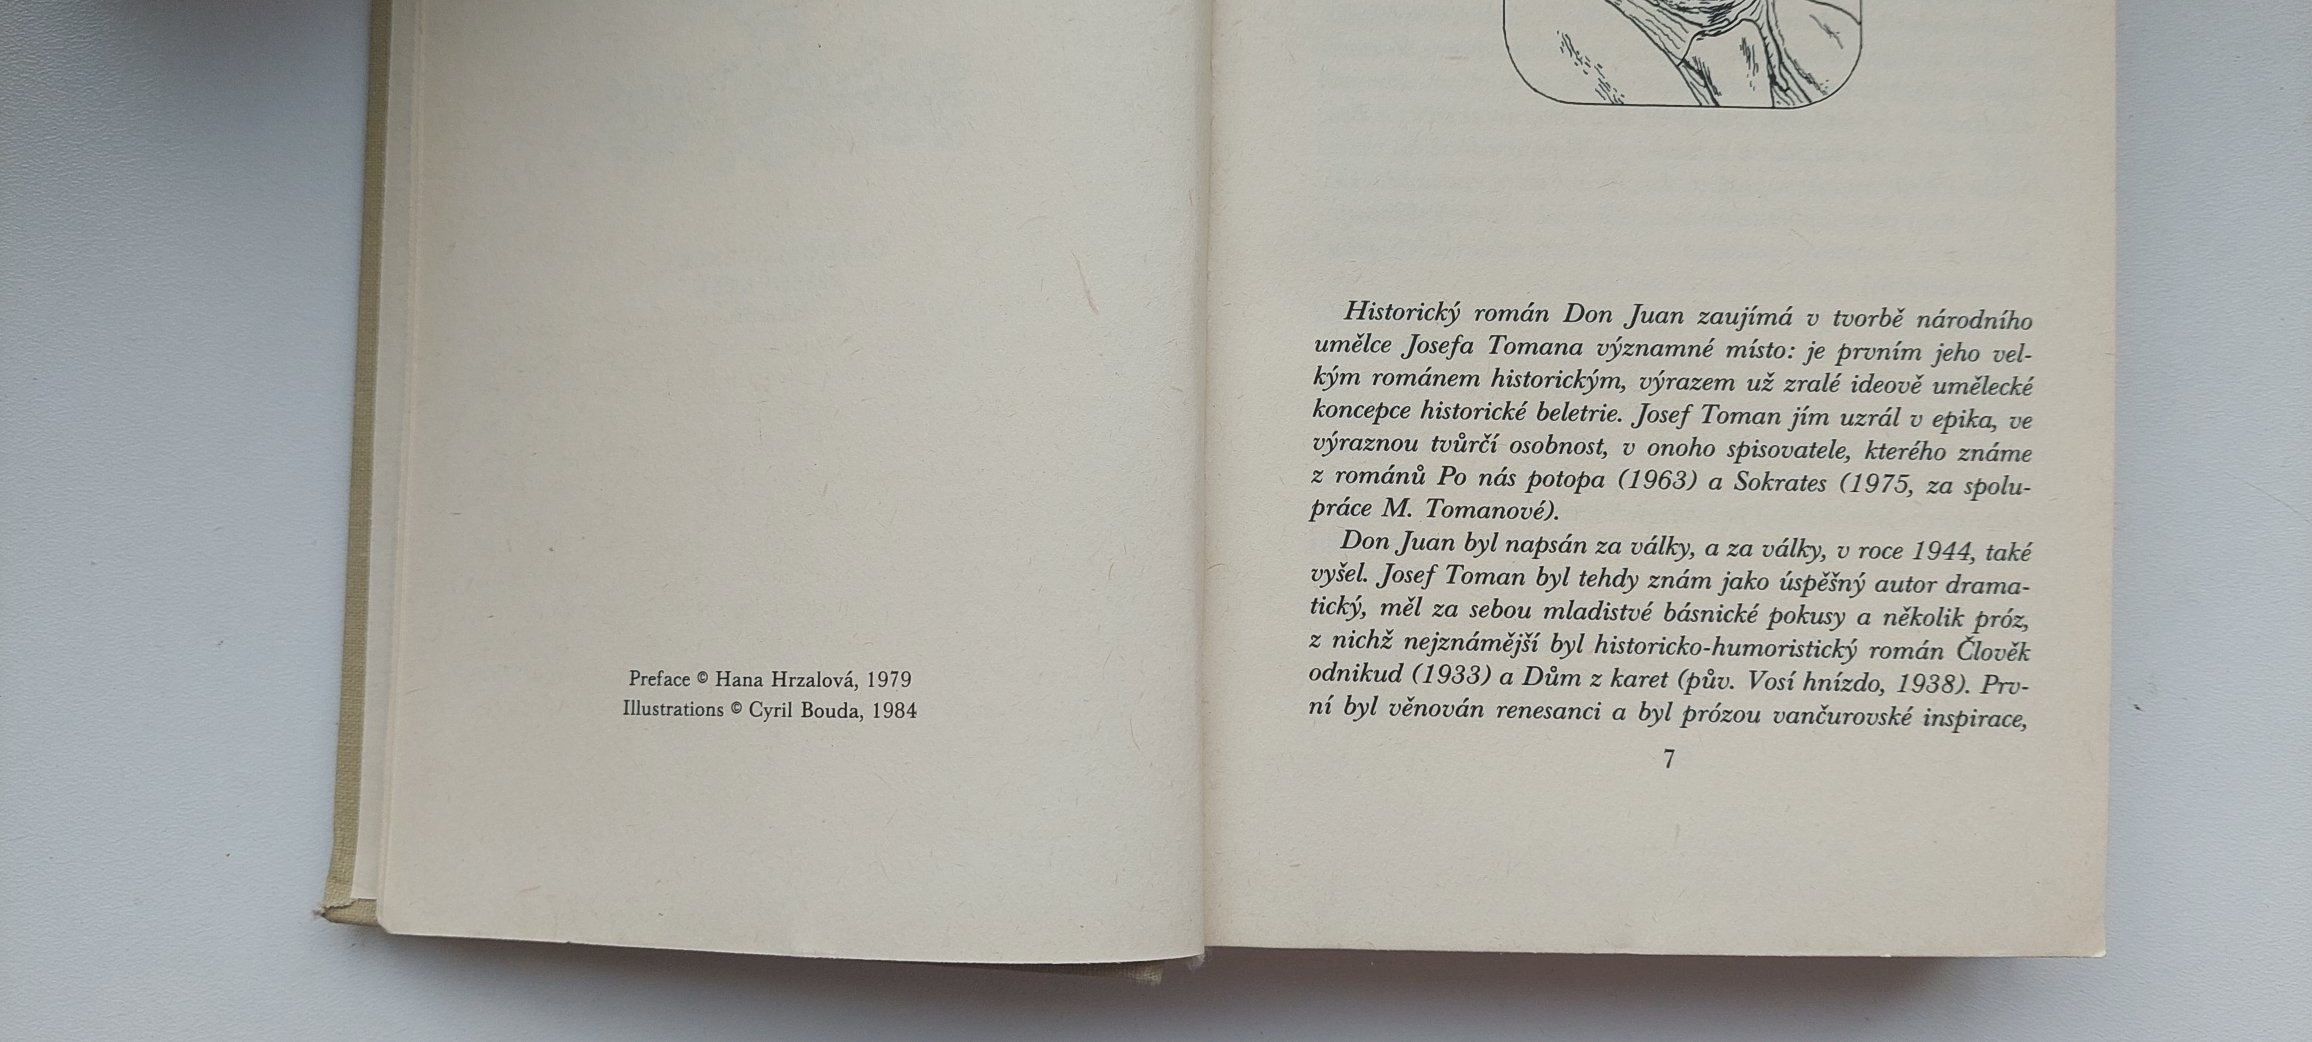 Preface © Hana Hrzalová, 1979
Illustrations © Cyril Bouda, 1984
Historický román Don Juan zaujímá v tvorbě národního
umělce Josefa Tomana významné místo: je prvním jeho vel-
kým románem historickým, výrazem už zralé ideově umělecké
koncepce historické beletrie. Josef Toman jím uzrál v epika, ve
výraznou tvůrčí osobnost, v onoho spisovatele, kterého známe
z románů Po nás potopa (1963) a Sokrates (1975, za spolu-
práce M. Tomanové).
Don Juan byl napsán za války, a za války, v roce 1944, také
vyšel. Josef Toman byl tehdy znám jako úspěšný autor drama-
tický, měl za sebou mladistvé básnické pokusy a několik próz,
z nichž nejznámější byl historicko-humoristický román Člověk
odnikud (1933) a Dům z karet (pův. Vosí hnízdo, 1938). Prv-
ní byl věnován renesanci a byl prózou vančurovské inspirace,
7